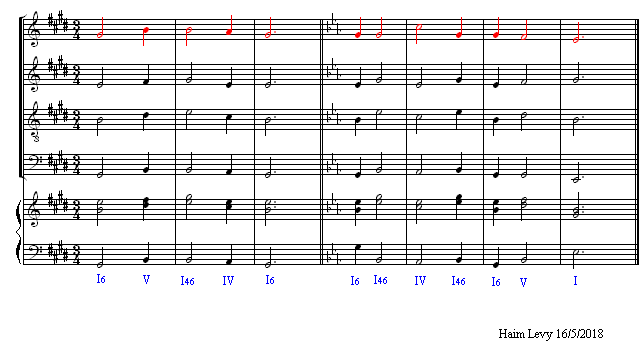 I6 V I46 IV I6 I6 I46 IV I46 I6 V I
Haim Levy 16/5/2018